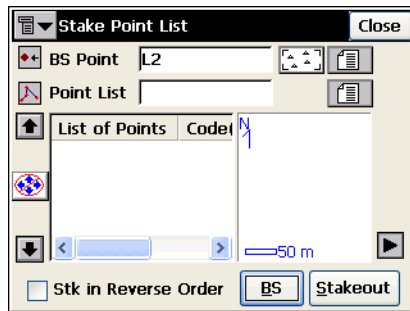 Stake Point List Close
BS Point L2
Point List
List of Points Code(
N
50 m
Stk in Reverse Order BS Stakeout